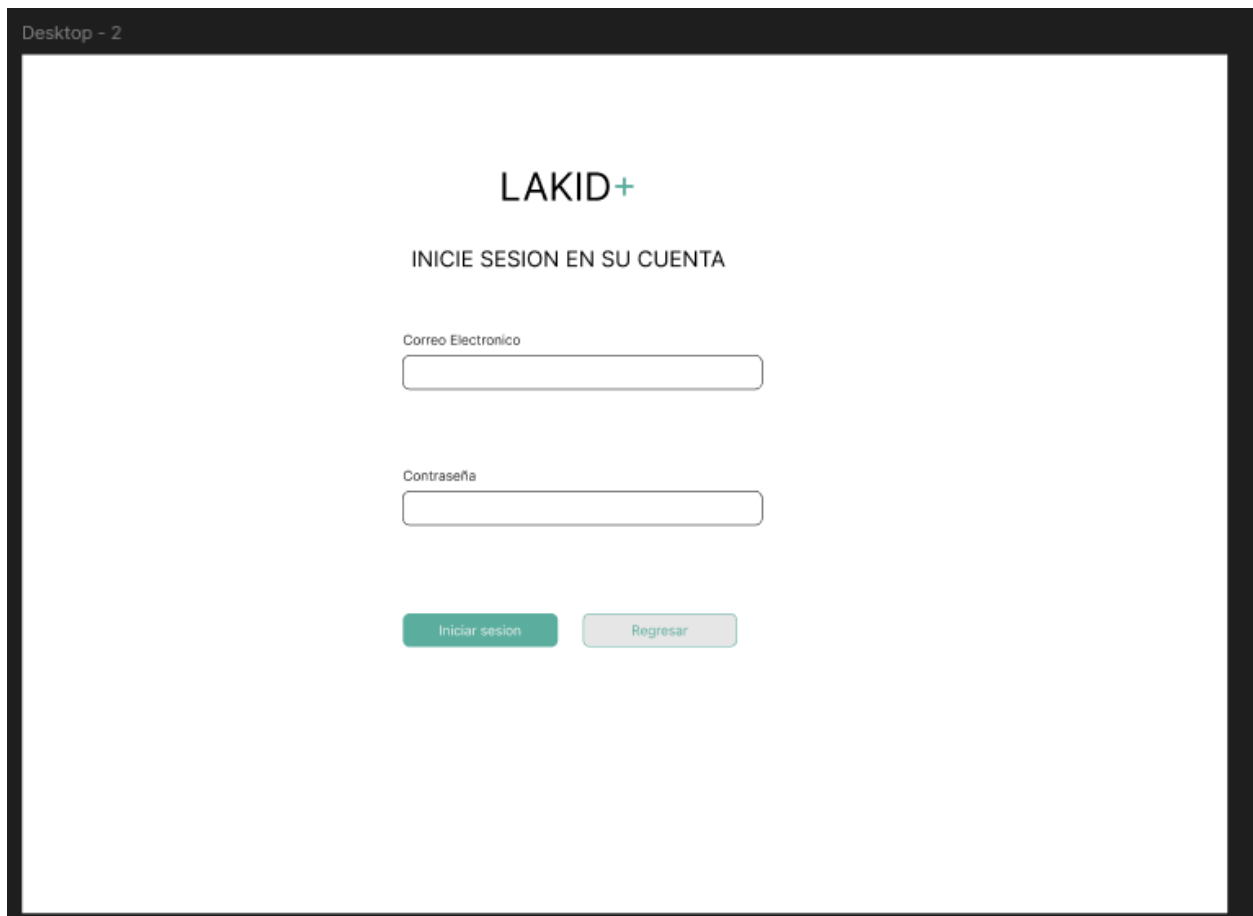 Desktop - 2
LAKID+
INICIE SESION EN SU CUENTA
Correo Electronico
Contraseña
Iniciar sesion Regresar